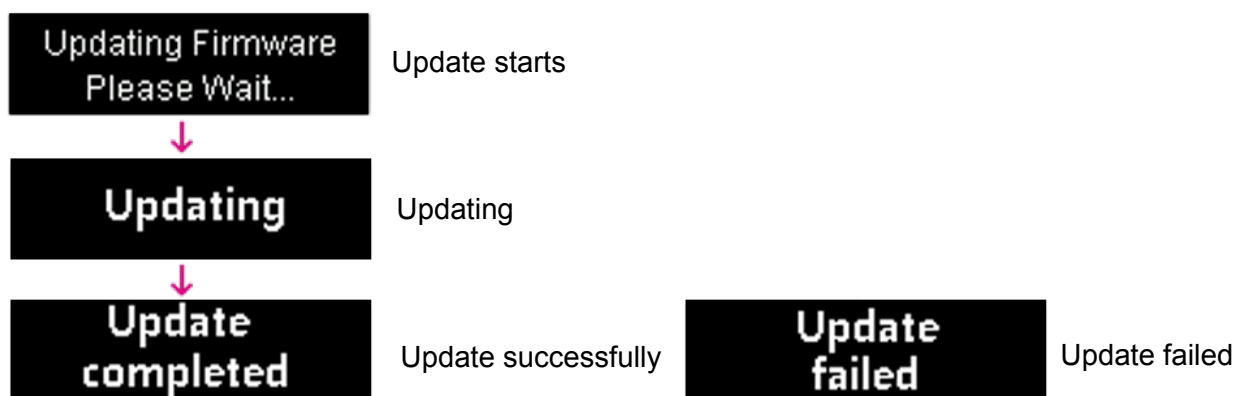 Updating Firmware
Please Wait...
Update starts
Updating
Updating
Update
completed
Update successfully
Update
failed
Update failed